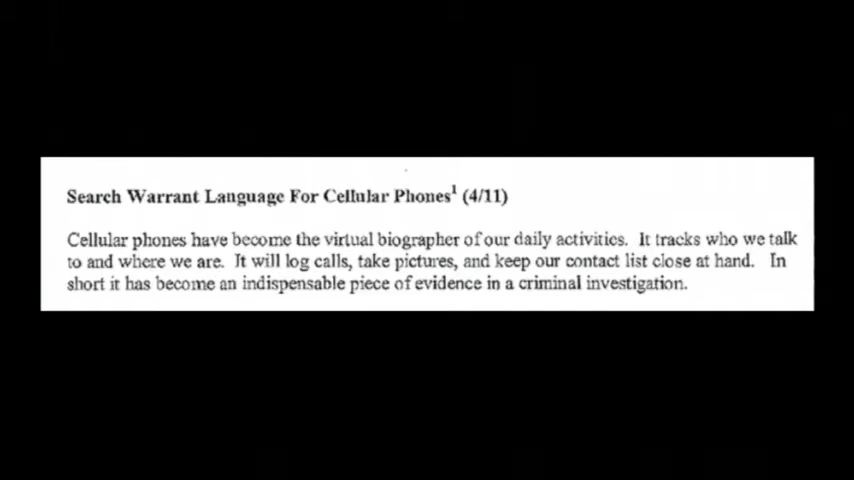 Search Warrant Language For Cellular Phones¹ (4/11)
Cellular phones have become the virtual biographer of our daily activities. It tracks who we talk
to and where we are. It will log calls, take pictures, and keep our contact list close at hand. In
short it has become an indispensable piece of evidence in a criminal investigation.